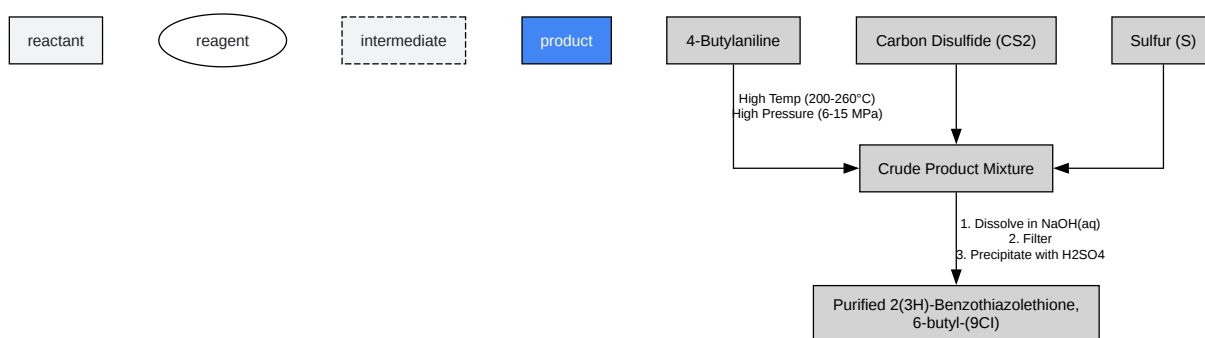 reactant
reagent
intermediate
product
4-Butylaniline
Carbon Disulfide (CS2)
Sulfur (S)
High Temp (200-260°C)
High Pressure (6-15 MPa)
Crude Product Mixture
1. Dissolve in NaOH(aq)
2. Filter
3. Precipitate with H2SO4
Purified 2(3H)-Benzothiazolethione,
6-butyl-(9CI)